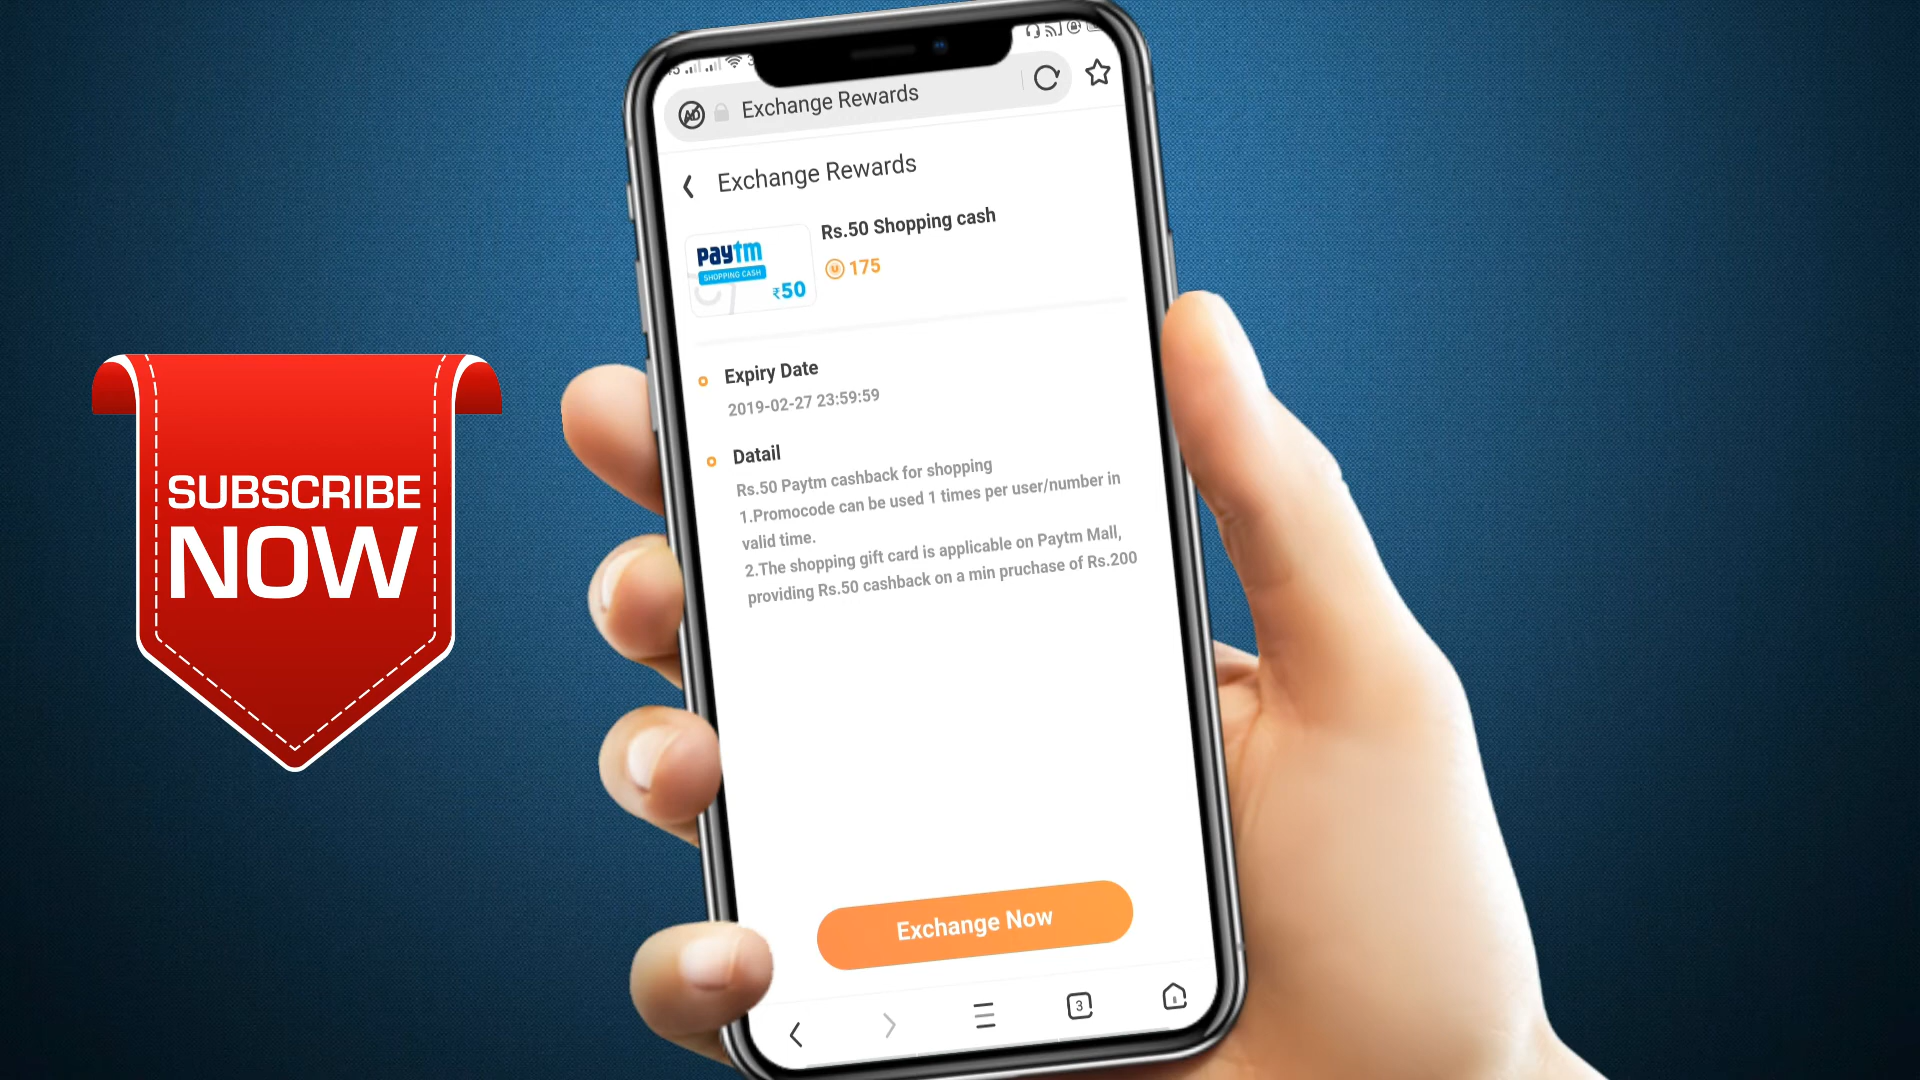 Exchange Rewards
Exchange Rewards
Rs.50 Shopping cash
175
paytm
SHOPPING CASH
₹50
Expiry Date
2019-02-27 23:59:59
Datail
Rs.50 Paytm cashback for shopping
1.Promocode can be used 1 times per user/number in
valid time.
2.The shopping gift card is applicable on Paytm Mall,
providing Rs.50 cashback on a min pruchase of Rs.200
SUBSCRIBE
NOW
Exchange Now
3